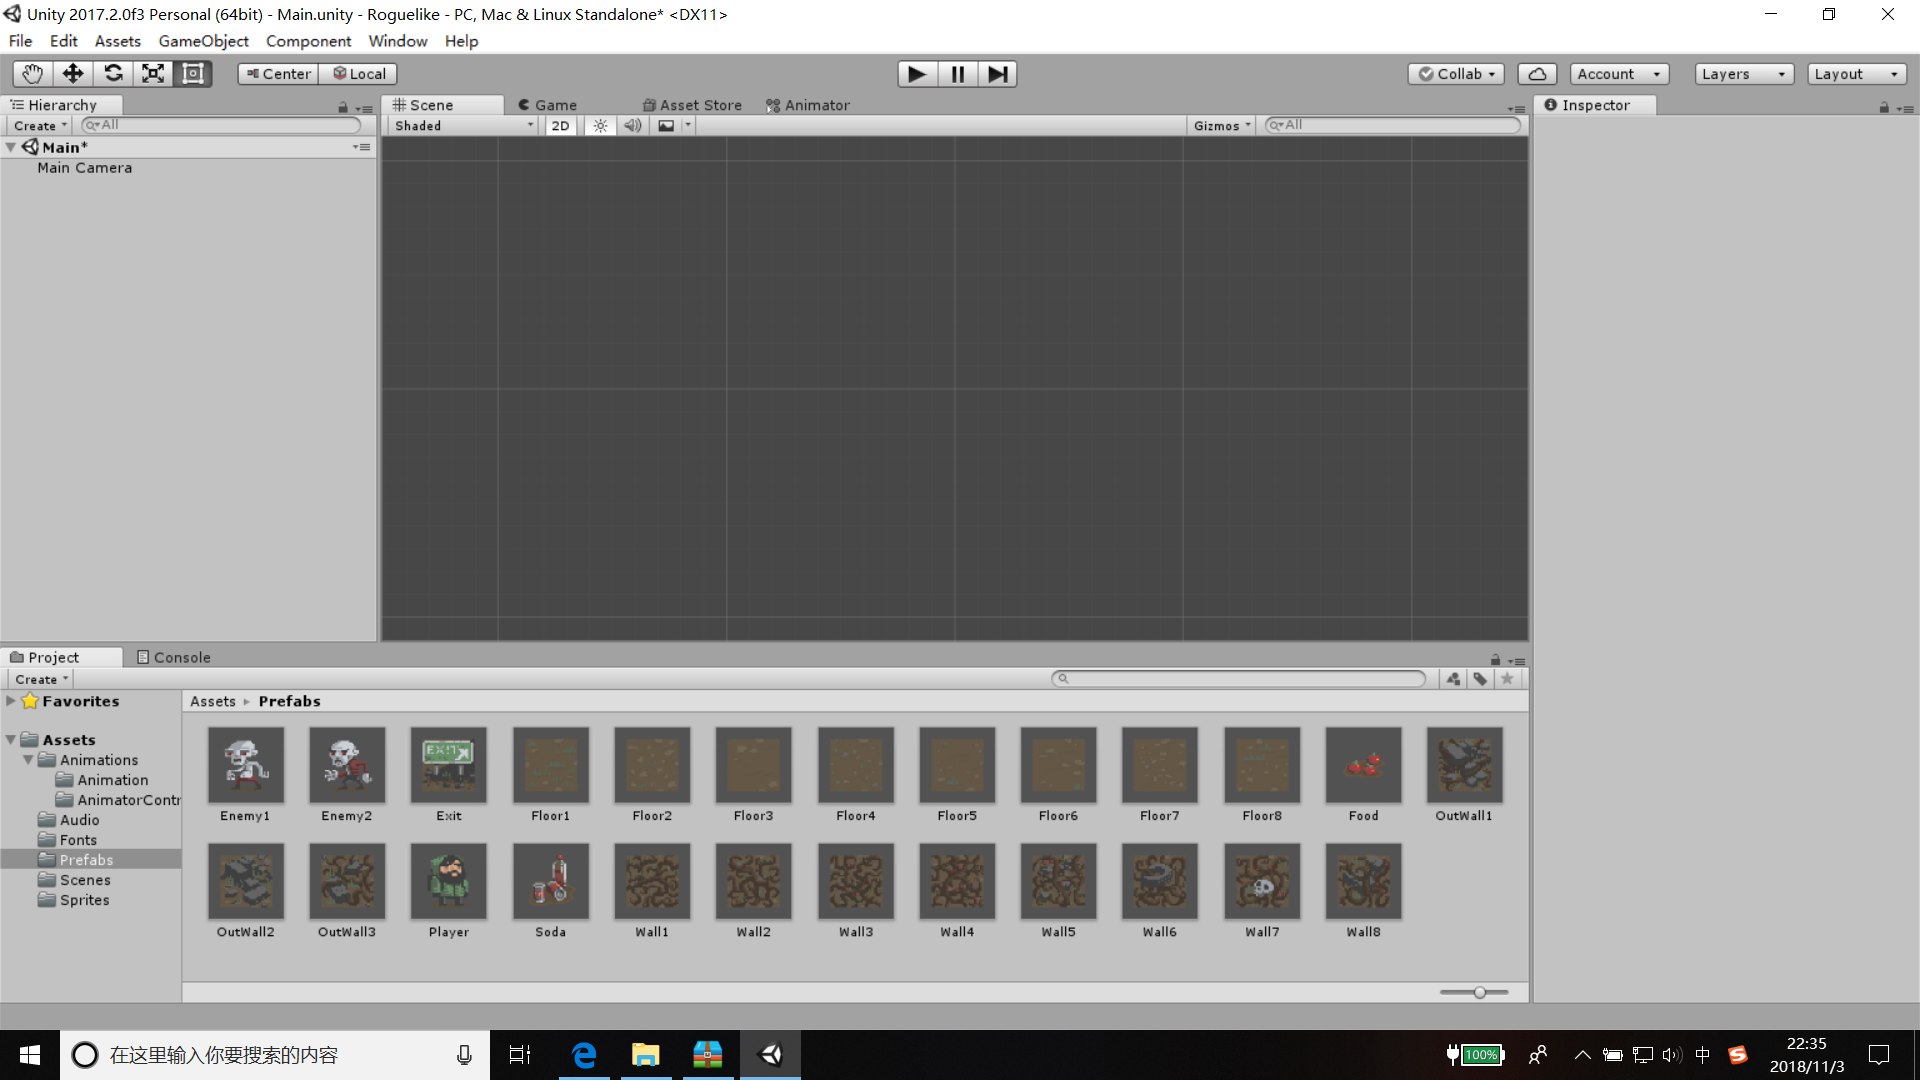 Unity 2017.2.0f3 Personal (64bit) - Main.unity - Roguelike - PC, Mac & Linux Standalone* <DX11>
File Edit Assets GameObject Component Window Help
Center Local Collab Account Layers Layout
Hierarchy Scene Game Asset Store Animator Inspector
Create All Shaded 2D Gizmos All
Main*
Main Camera
Project Console
Create
Favorites
Assets
Animations
Animation
AnimatorContr
Audio
Fonts
Prefabs
Scenes
Sprites
Assets Prefabs
EXIT
Enemy1 Enemy2 Exit Floor1 Floor2 Floor3 Floor4 Floor5 Floor6 Floor7 Floor8 Food OutWall1
OutWall2 OutWall3 Player Soda Wall1 Wall2 Wall3 Wall4 Wall5 Wall6 Wall7 Wall8
在这里输入你要搜索的内容
100%
中
22:35
2018/11/3